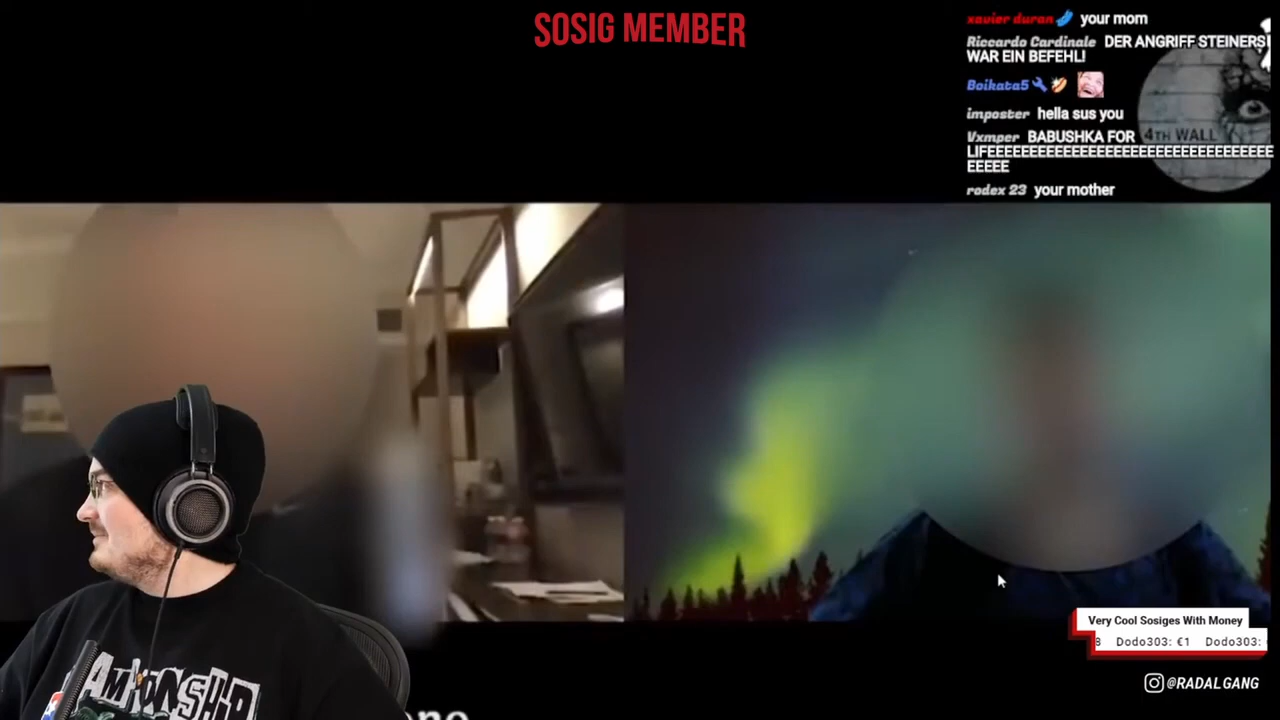 SOSIG MEMBER
xavier duran your mom
Riccardo Cardinale DER ANGRIFF STEINERS
WAR EIN BEFEHL!
Boikata5
imposter hella sus you
4TH WALL
Vxmper BABUSHKA FOR
LIFEEEEEEEEEEEEEEEEEEEEEEEEEEEEEEEEEEEEE
EEEEE
rodex 23 your mother
Very Cool Sosiges With Money
8 Dodo303: €1 Dodo303:
@RADALGANG